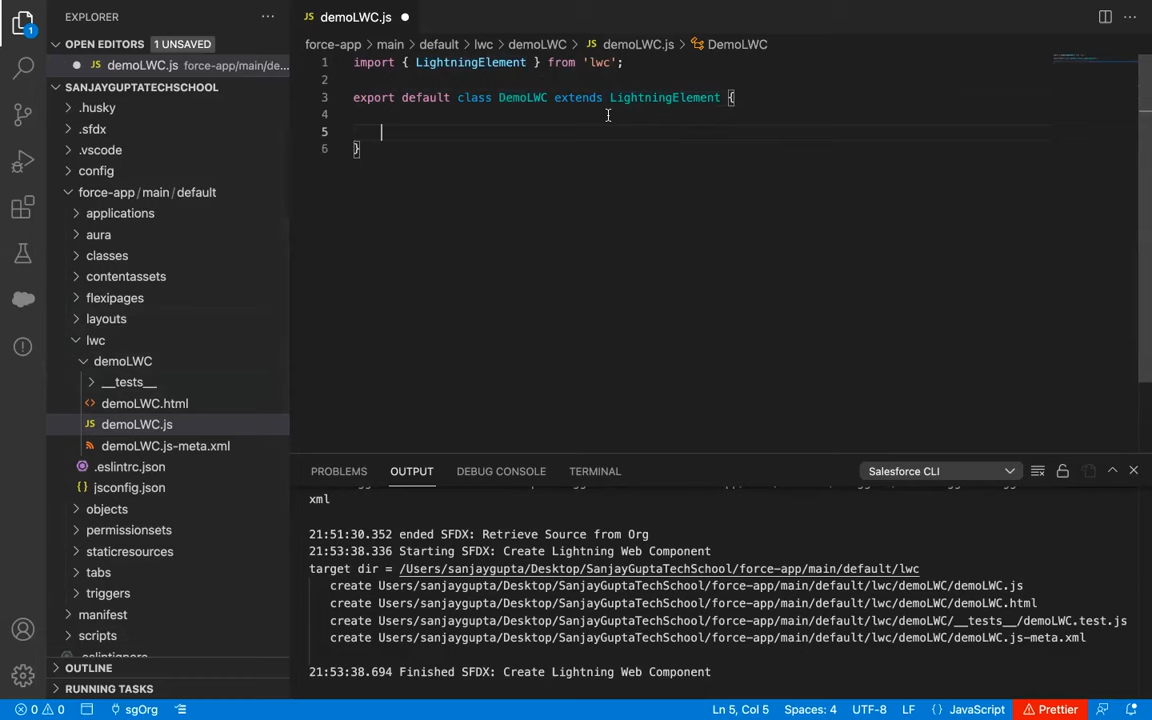 EXPLORER
demoLWC.js
OPEN EDITORS 1 UNSAVED
force-app > main > default > lwc > demoLWC > JS demoLWC.js > DemoLWC
JS demoLWC.js force-app/main/de...
SANJAYGUPTATECHSCHOOL
.husky
.sfdx
.vscode
config
force-app/main/default
applications
aura
classes
contentassets
flexipages
layouts
lwc
demoLWC
__tests__
demoLWC.html
JS demoLWC.js
demoLWC.js-meta.xml
.eslintrc.json
{} jsconfig.json
objects
permissionsets
staticresources
tabs
triggers
manifest
scripts
.eslintignore
OUTLINE
RUNNING TASKS
1
1 import { LightningElement } from 'lwc';
2
3 export default class DemoLWC extends LightningElement {
4
5
6 }
PROBLEMS OUTPUT DEBUG CONSOLE TERMINAL Salesforce CLI
xml
21:51:30.352 ended SFDX: Retrieve Source from Org
21:53:38.336 Starting SFDX: Create Lightning Web Component
target dir = /Users/sanjaygupta/Desktop/SanjayGuptaTechSchool/force-app/main/default/lwc
create Users/sanjaygupta/Desktop/SanjayGuptaTechSchool/force-app/main/default/lwc/demoLWC/demoLWC.js
create Users/sanjaygupta/Desktop/SanjayGuptaTechSchool/force-app/main/default/lwc/demoLWC/demoLWC.html
create Users/sanjaygupta/Desktop/SanjayGuptaTechSchool/force-app/main/default/lwc/demoLWC/__tests__/demoLWC.test.js
create Users/sanjaygupta/Desktop/SanjayGuptaTechSchool/force-app/main/default/lwc/demoLWC/demoLWC.js-meta.xml
21:53:38.694 Finished SFDX: Create Lightning Web Component
0 0 sgOrg Ln 5, Col 5 Spaces: 4 UTF-8 LF {} JavaScript Prettier